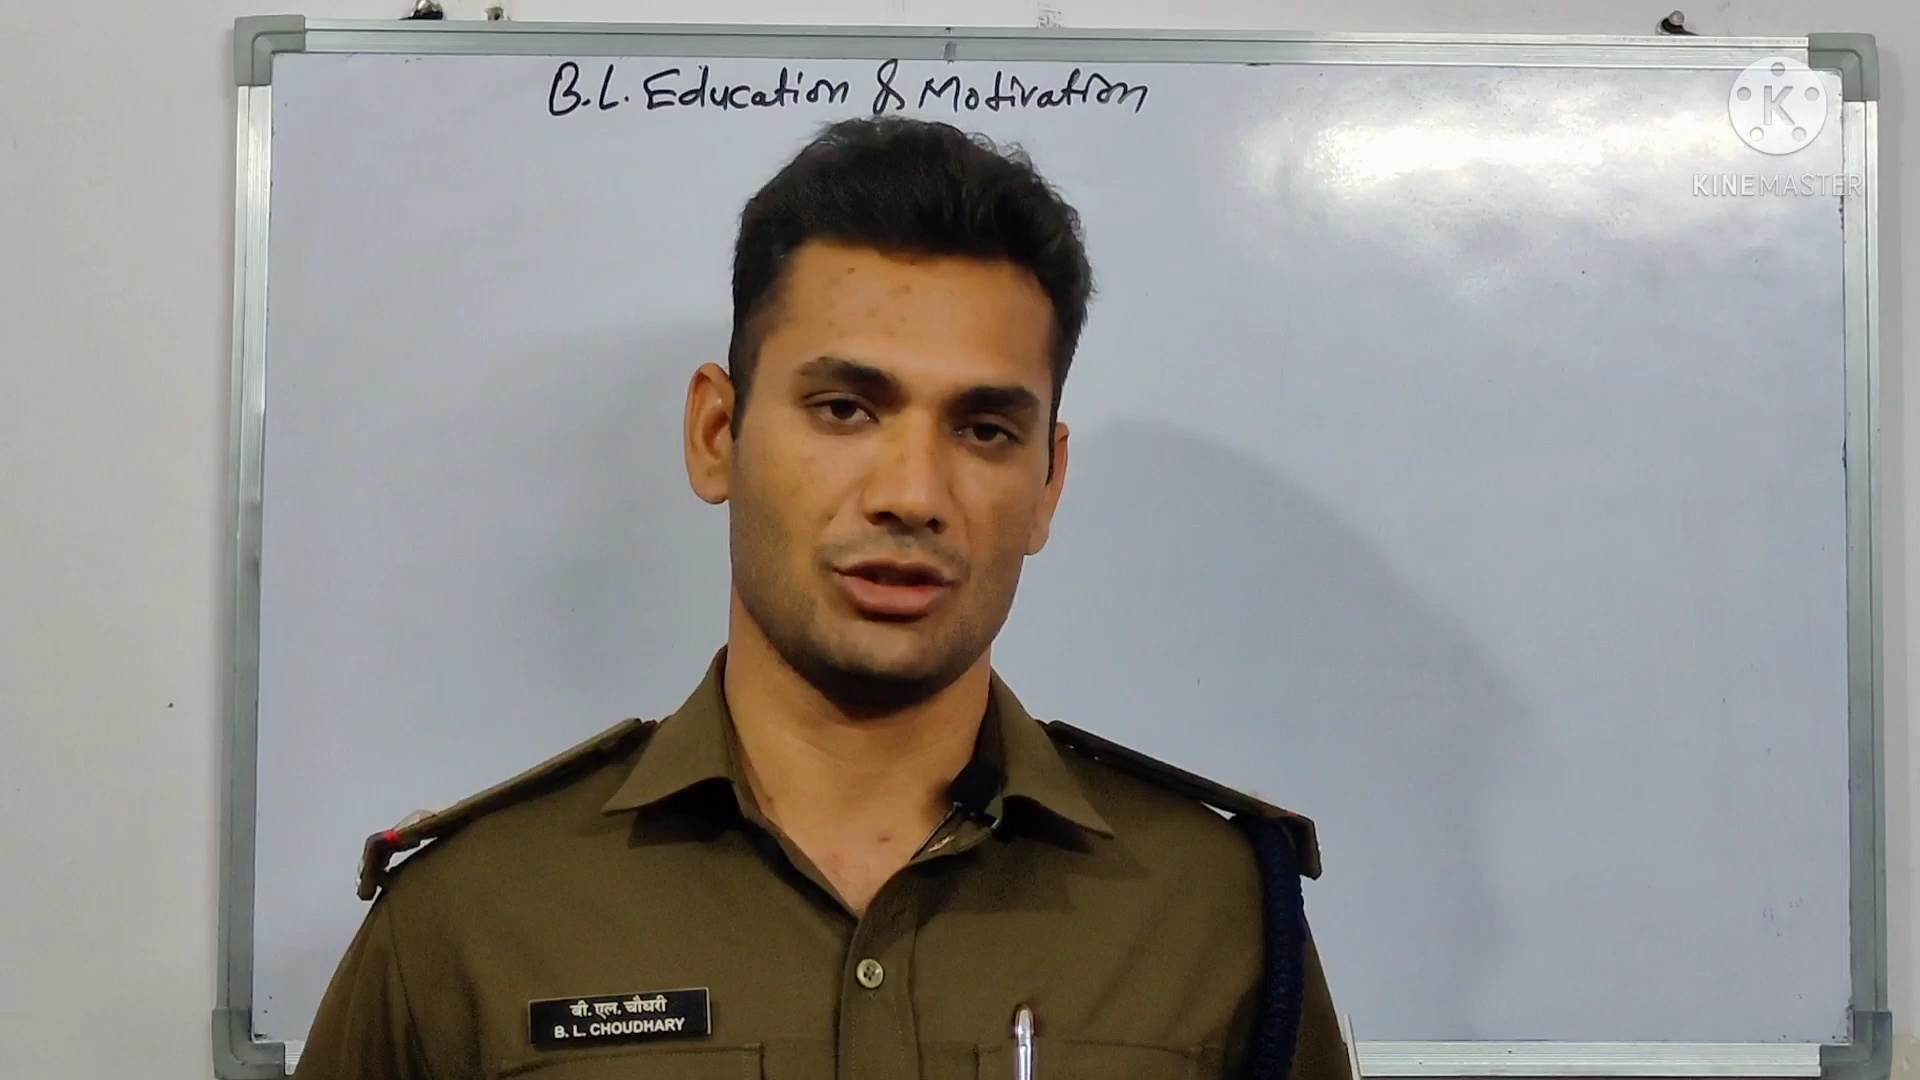 B.L. Education & Motivation
KINEMASTER
बी. एल. चौधरी
B. L. CHOUDHARY